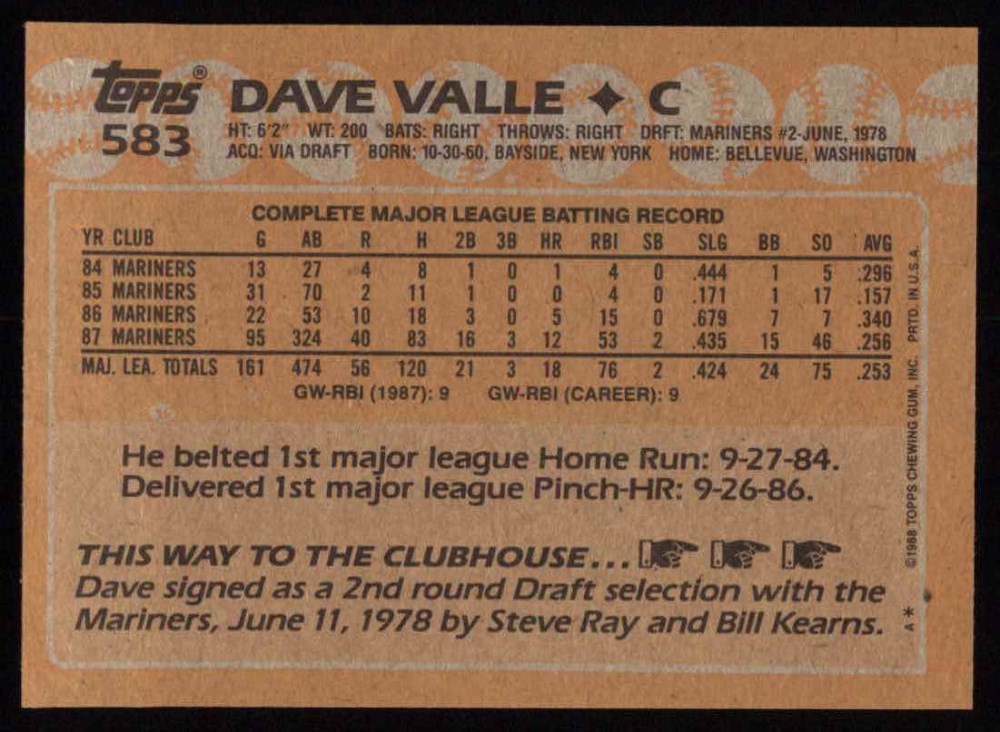 topps® DAVE VALLE ✦ C
583
HT: 6'2" WT: 200 BATS: RIGHT THROWS: RIGHT DRFT: MARINERS #2-JUNE, 1978
ACQ: VIA DRAFT BORN: 10-30-60, BAYSIDE, NEW YORK HOME: BELLEVUE, WASHINGTON
COMPLETE MAJOR LEAGUE BATTING RECORD
YR CLUB G AB R H 2B 3B HR RBI SB SLG BB SO AVG
84 MARINERS 13 27 4 8 1 0 1 4 0 .444 1 5 .296
85 MARINERS 31 70 2 11 1 0 0 4 0 .171 1 17 .157
86 MARINERS 22 53 10 18 3 0 5 15 0 .679 7 7 .340
87 MARINERS 95 324 40 83 16 3 12 53 2 .435 15 46 .256
MAJ. LEA. TOTALS 161 474 56 120 21 3 18 76 2 .424 24 75 .253
GW-RBI (1987): 9 GW-RBI (CAREER): 9
He belted 1st major league Home Run: 9-27-84.
Delivered 1st major league Pinch-HR: 9-26-86.
THIS WAY TO THE CLUBHOUSE...
Dave signed as a 2nd round Draft selection with the
Mariners, June 11, 1978 by Steve Ray and Bill Kearns.
A* ©1988 TOPPS CHEWING GUM, INC. PRTD. IN U.S.A.